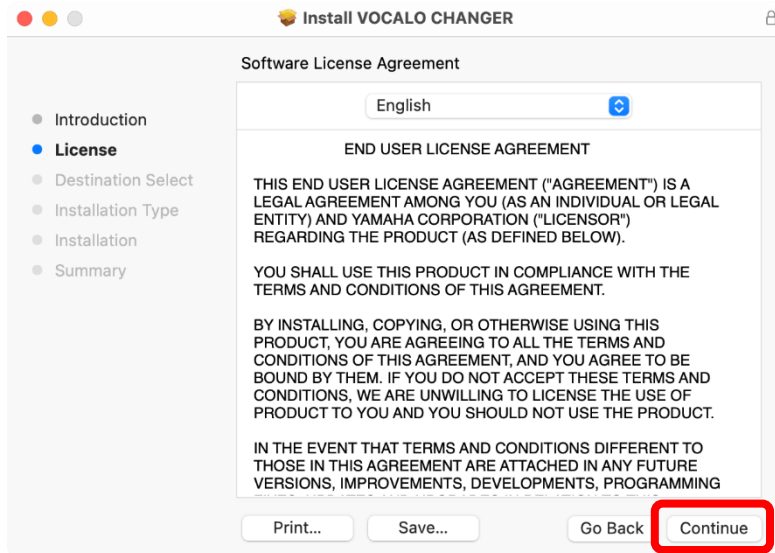 Install VOCALO CHANGER
Software License Agreement
Introduction
License
Destination Select
Installation Type
Installation
Summary
English
END USER LICENSE AGREEMENT
THIS END USER LICENSE AGREEMENT ("AGREEMENT") IS A
LEGAL AGREEMENT AMONG YOU (AS AN INDIVIDUAL OR LEGAL
ENTITY) AND YAMAHA CORPORATION ("LICENSOR")
REGARDING THE PRODUCT (AS DEFINED BELOW).
YOU SHALL USE THIS PRODUCT IN COMPLIANCE WITH THE
TERMS AND CONDITIONS OF THIS AGREEMENT.
BY INSTALLING, COPYING, OR OTHERWISE USING THIS
PRODUCT, YOU ARE AGREEING TO ALL THE TERMS AND
CONDITIONS OF THIS AGREEMENT, AND YOU AGREE TO BE
BOUND BY THEM. IF YOU DO NOT ACCEPT THESE TERMS AND
CONDITIONS, WE ARE UNWILLING TO LICENSE THE USE OF
PRODUCT TO YOU AND YOU SHOULD NOT USE THE PRODUCT.
IN THE EVENT THAT TERMS AND CONDITIONS DIFFERENT TO
THOSE IN THIS AGREEMENT ARE ATTACHED IN ANY FUTURE
VERSIONS, IMPROVEMENTS, DEVELOPMENTS, PROGRAMMING
Print...
Save...
Go Back
Continue